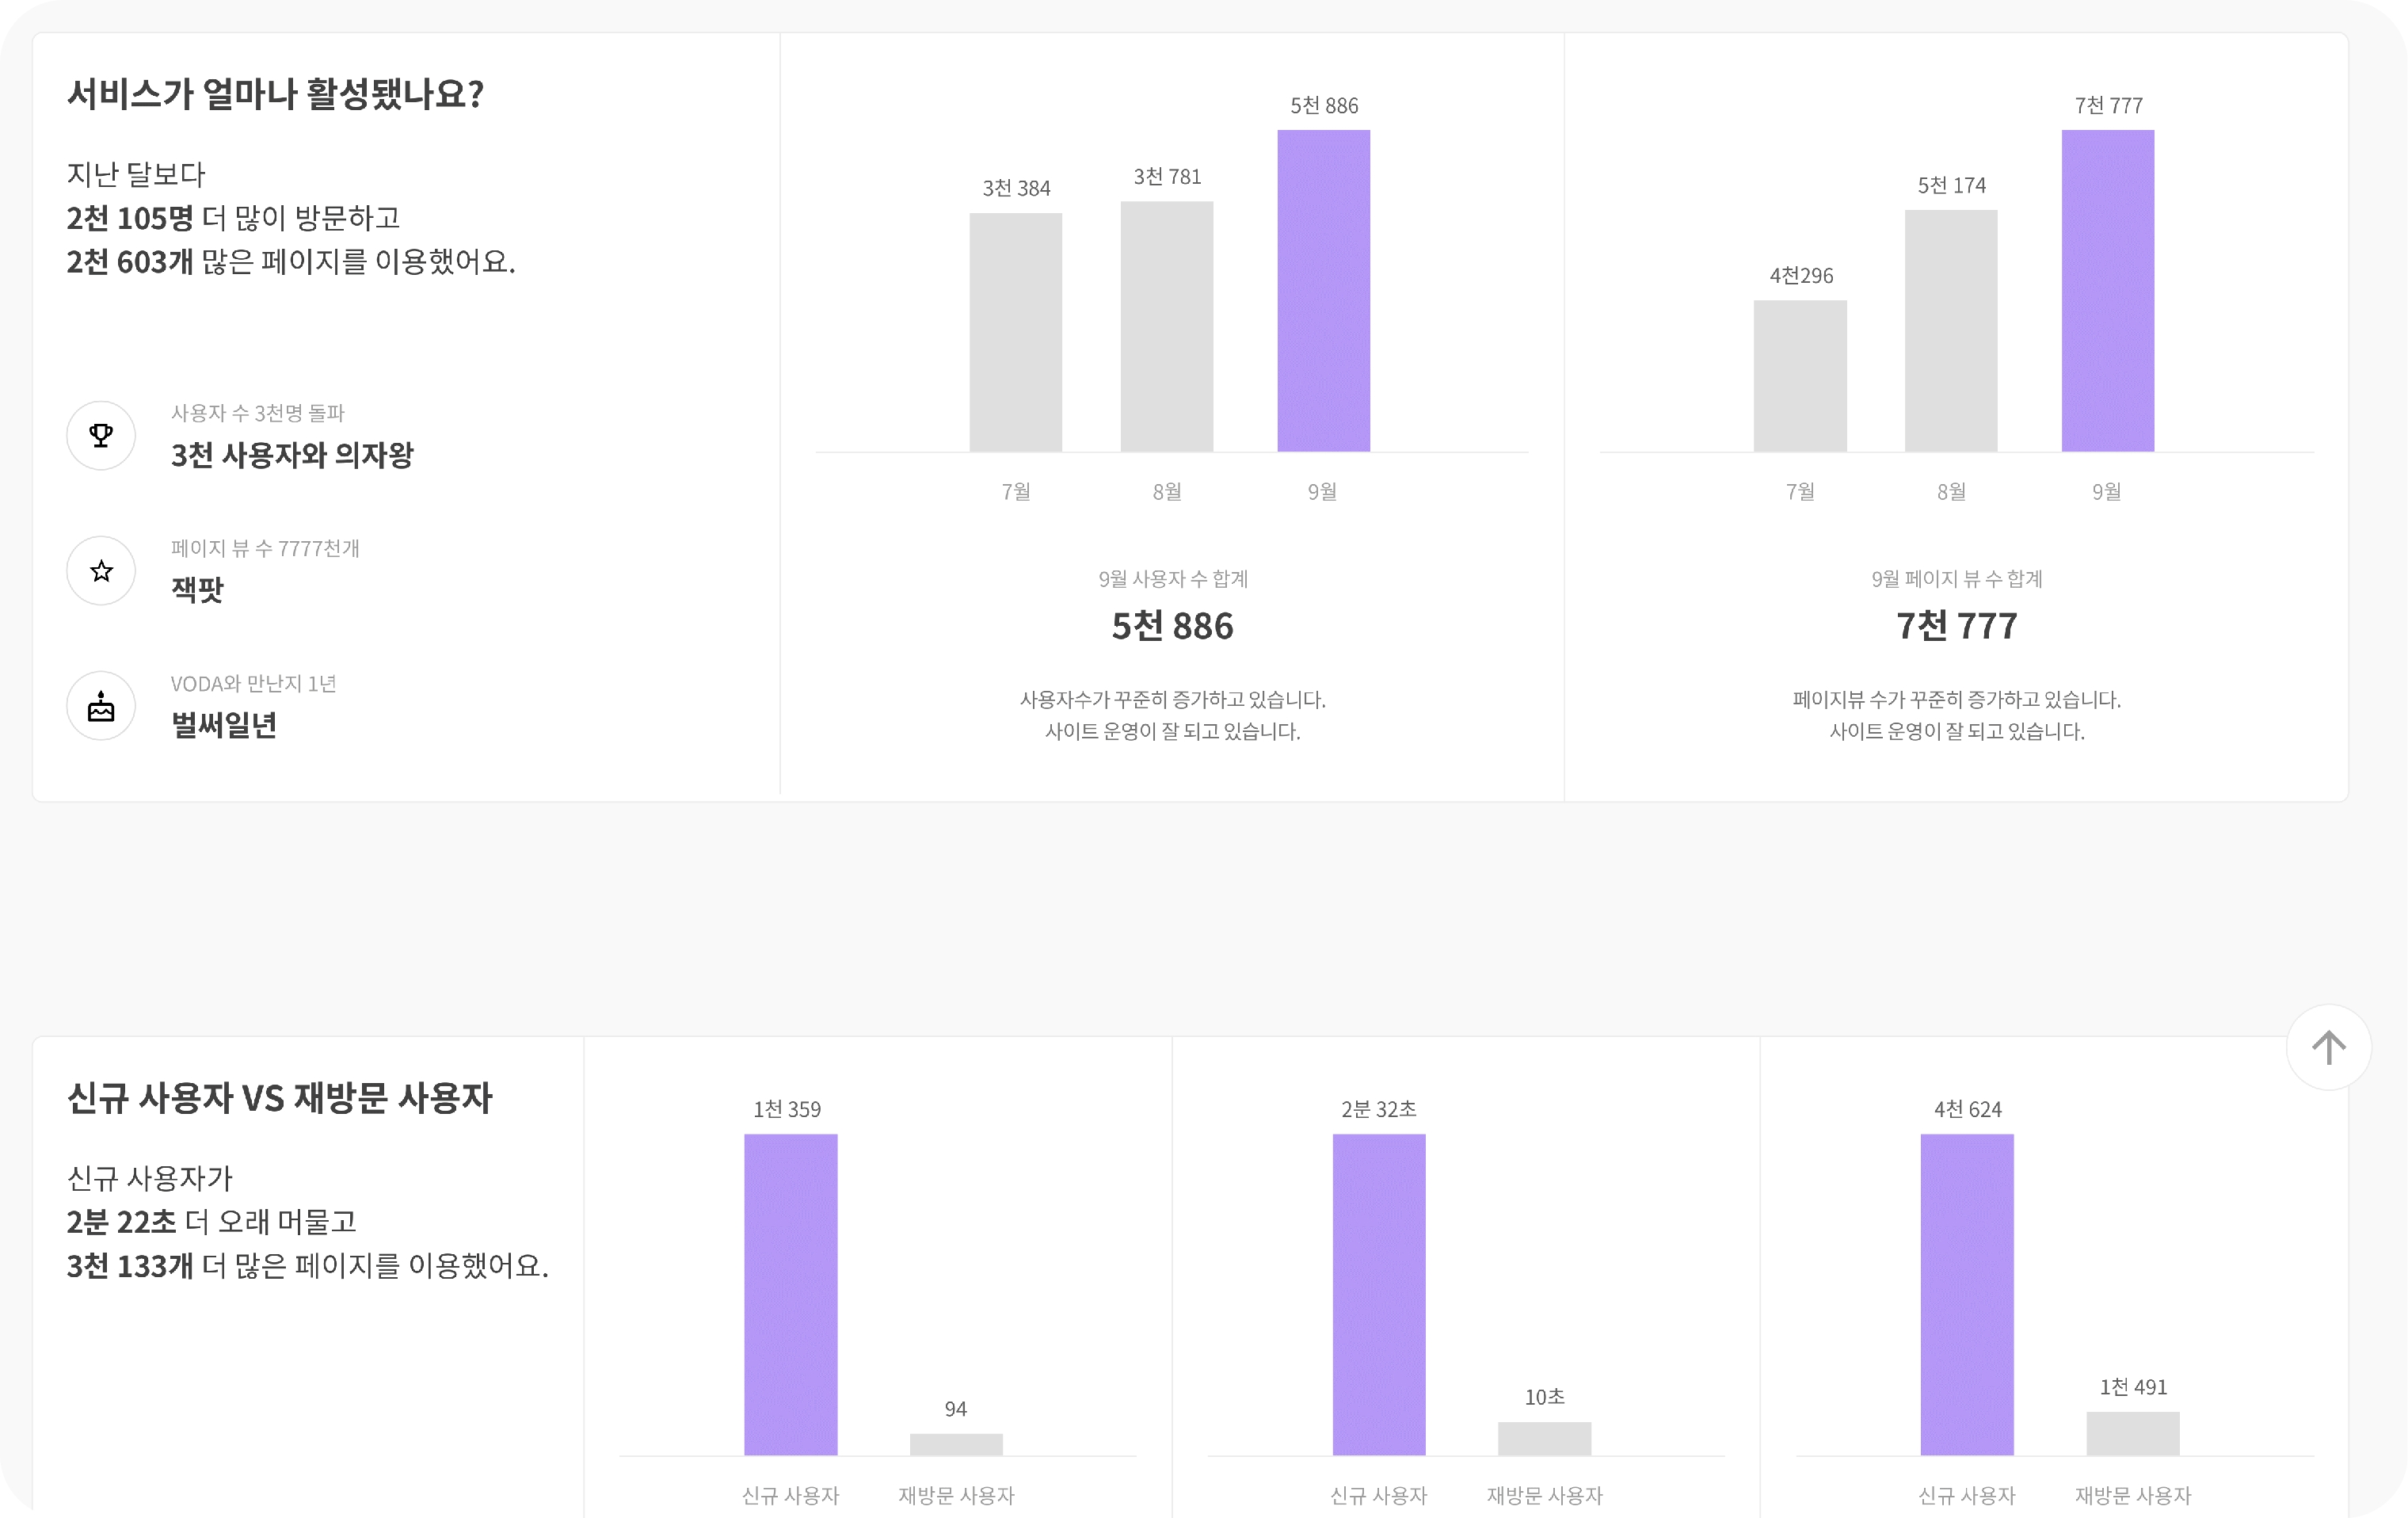 서비스가 얼마나 활성됐나요?
지난 달보다
2천 105명 더 많이 방문하고
2천 603개 많은 페이지를 이용했어요.
사용자 수 3천명 돌파
3천 사용자와 의자왕
페이지 뷰 수 7777천개
잭팟
VODA와 만난지 1년
벌써일년
3천 384
3천 781
5천 886
7월
8월
9월
9월 사용자 수 합계
5천 886
사용자수가 꾸준히 증가하고 있습니다.
사이트 운영이 잘 되고 있습니다.
4천296
5천 174
7천 777
7월
8월
9월
9월 페이지 뷰 수 합계
7천 777
페이지뷰 수가 꾸준히 증가하고 있습니다.
사이트 운영이 잘 되고 있습니다.
신규 사용자 VS 재방문 사용자
신규 사용자가
2분 22초 더 오래 머물고
3천 133개 더 많은 페이지를 이용했어요.
1천 359
94
신규 사용자
재방문 사용자
2분 32초
10초
신규 사용자
재방문 사용자
4천 624
1천 491
신규 사용자
재방문 사용자